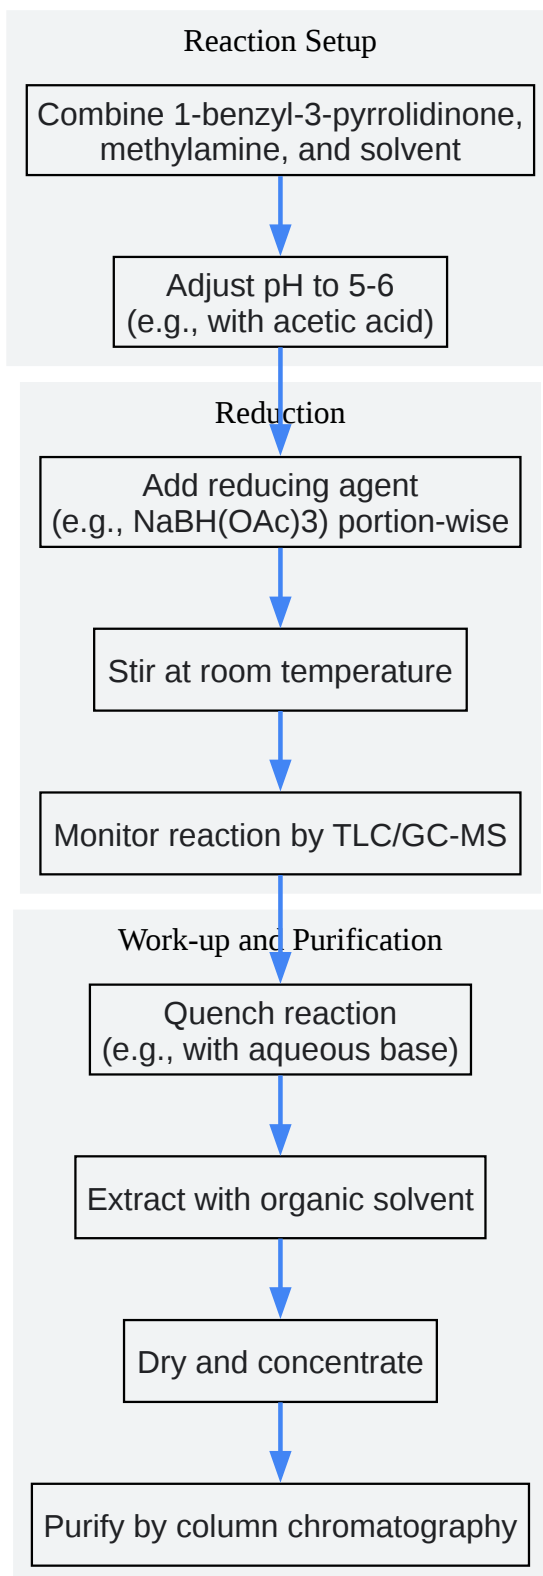 Reaction Setup
Combine 1-benzyl-3-pyrrolidinone,
methylamine, and solvent
Adjust pH to 5-6
(e.g., with acetic acid)
Reduction
Add reducing agent
(e.g., NaBH(OAc)3) portion-wise
Stir at room temperature
Monitor reaction by TLC/GC-MS
Work-up and Purification
Quench reaction
(e.g., with aqueous base)
Extract with organic solvent
Dry and concentrate
Purify by column chromatography